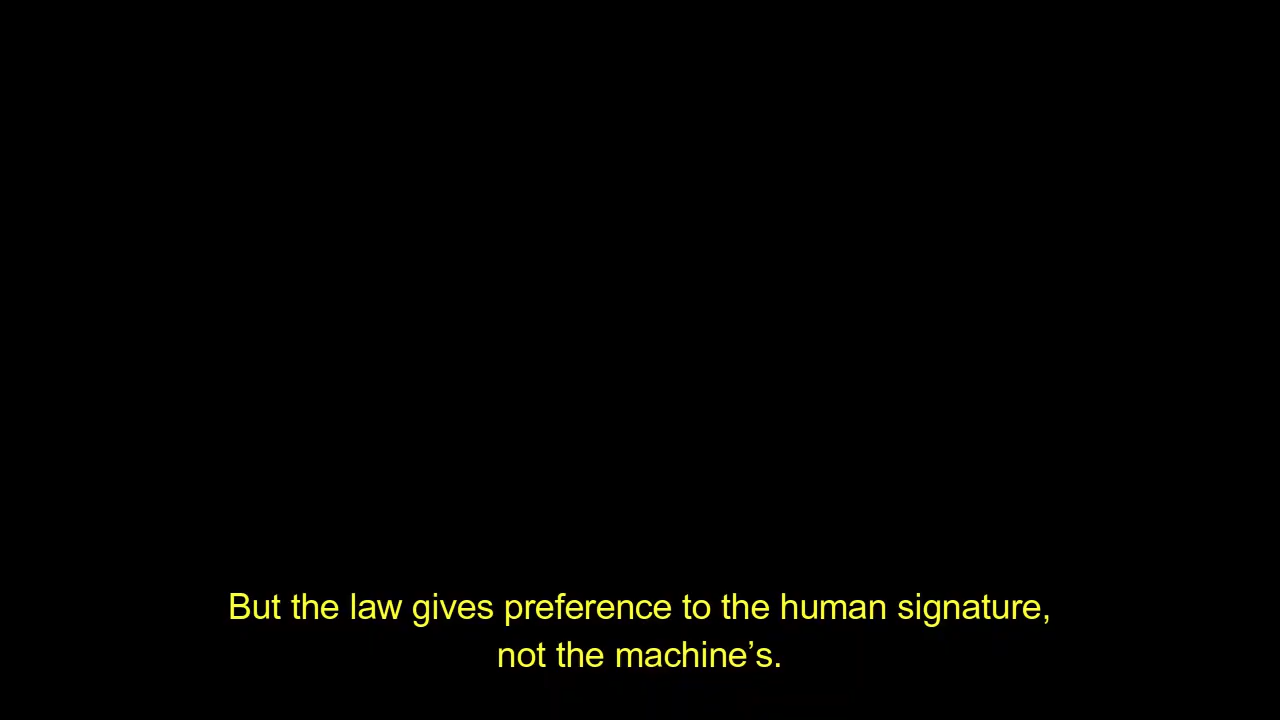 But the law gives preference to the human signature,
not the machine’s.